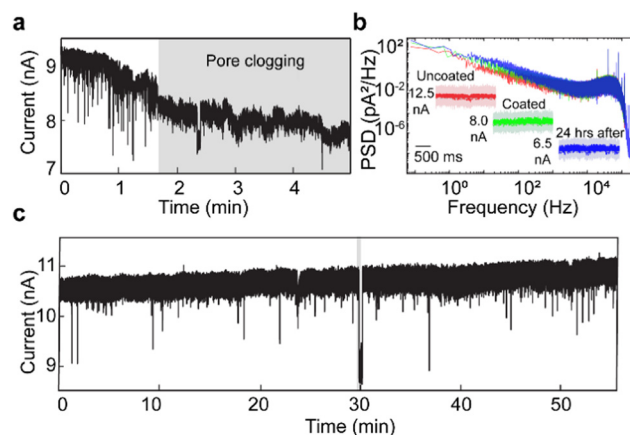 a
Pore clogging
Current (nA)
9
8
7
0
1
2
3
4
Time (min)
b
PSD (pA²/Hz)
10²
10⁻²
10⁻⁶
Uncoated
12.5
nA
Coated
8.0
nA
24 hrs after
6.5
nA
500 ms
10⁰
10²
10⁴
Frequency (Hz)
c
Current (nA)
11
10
9
0
10
20
30
40
50
Time (min)